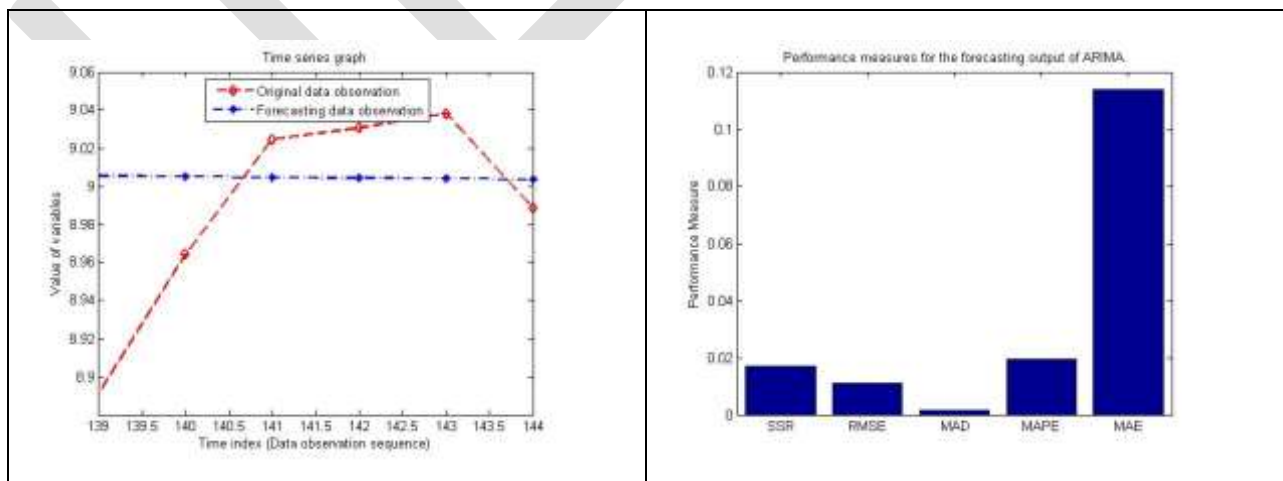 Time series graph
9.06
9.04
9.02
9
8.98
8.96
8.94
8.92
8.9
Value of variables
Original data observation
Forecasting data observation
139 139.5 140 140.5 141 141.5 142 142.5 143 143.5 144
Time index (Data observation sequence)
Performance measures for the forecasting output of ARIMA
0.12
0.1
0.08
0.06
0.04
0.02
0
Performance Measure
SSR RMSE MAD MAPE MAE